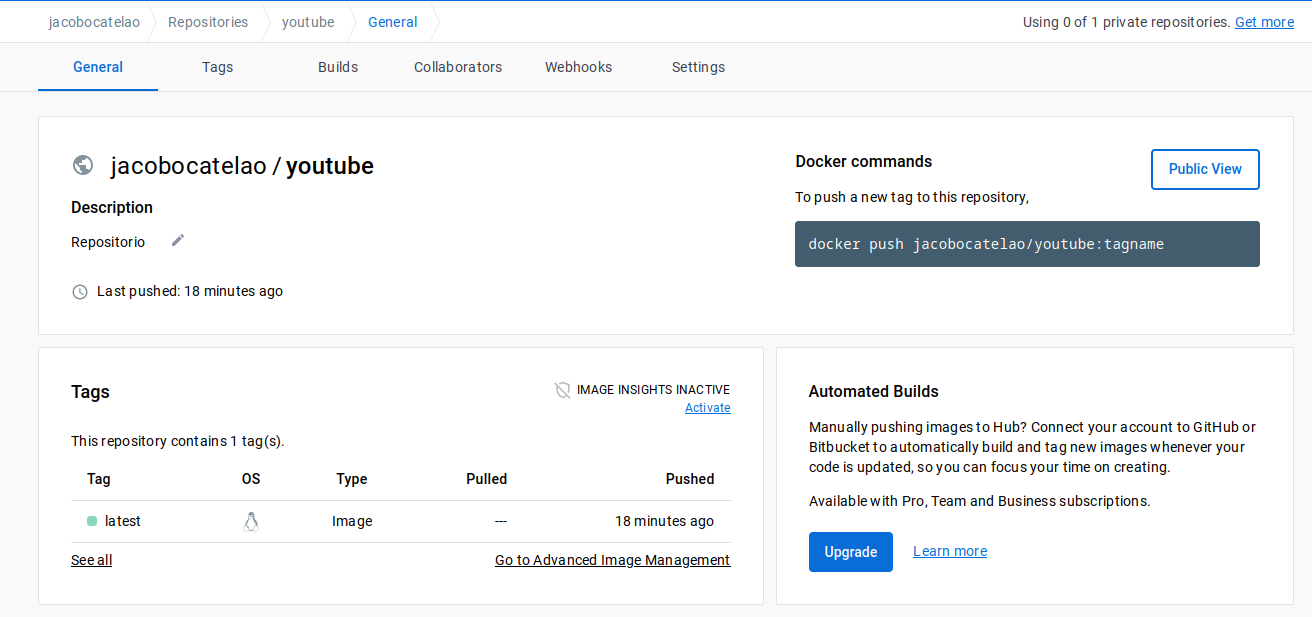 jacobocatelao Repositories youtube General Using 0 of 1 private repositories. Get more
General Tags Builds Collaborators Webhooks Settings
jacobocatelao / youtube
Description
Repositorio
Last pushed: 18 minutes ago
Docker commands
Public View
To push a new tag to this repository,
docker push jacobocatelao/youtube:tagname
Tags
IMAGE INSIGHTS INACTIVE
Activate
This repository contains 1 tag(s).
Tag OS Type Pulled Pushed
latest Image --- 18 minutes ago
See all Go to Advanced Image Management
Automated Builds
Manually pushing images to Hub? Connect your account to GitHub or
Bitbucket to automatically build and tag new images whenever your
code is updated, so you can focus your time on creating.
Available with Pro, Team and Business subscriptions.
Upgrade Learn more